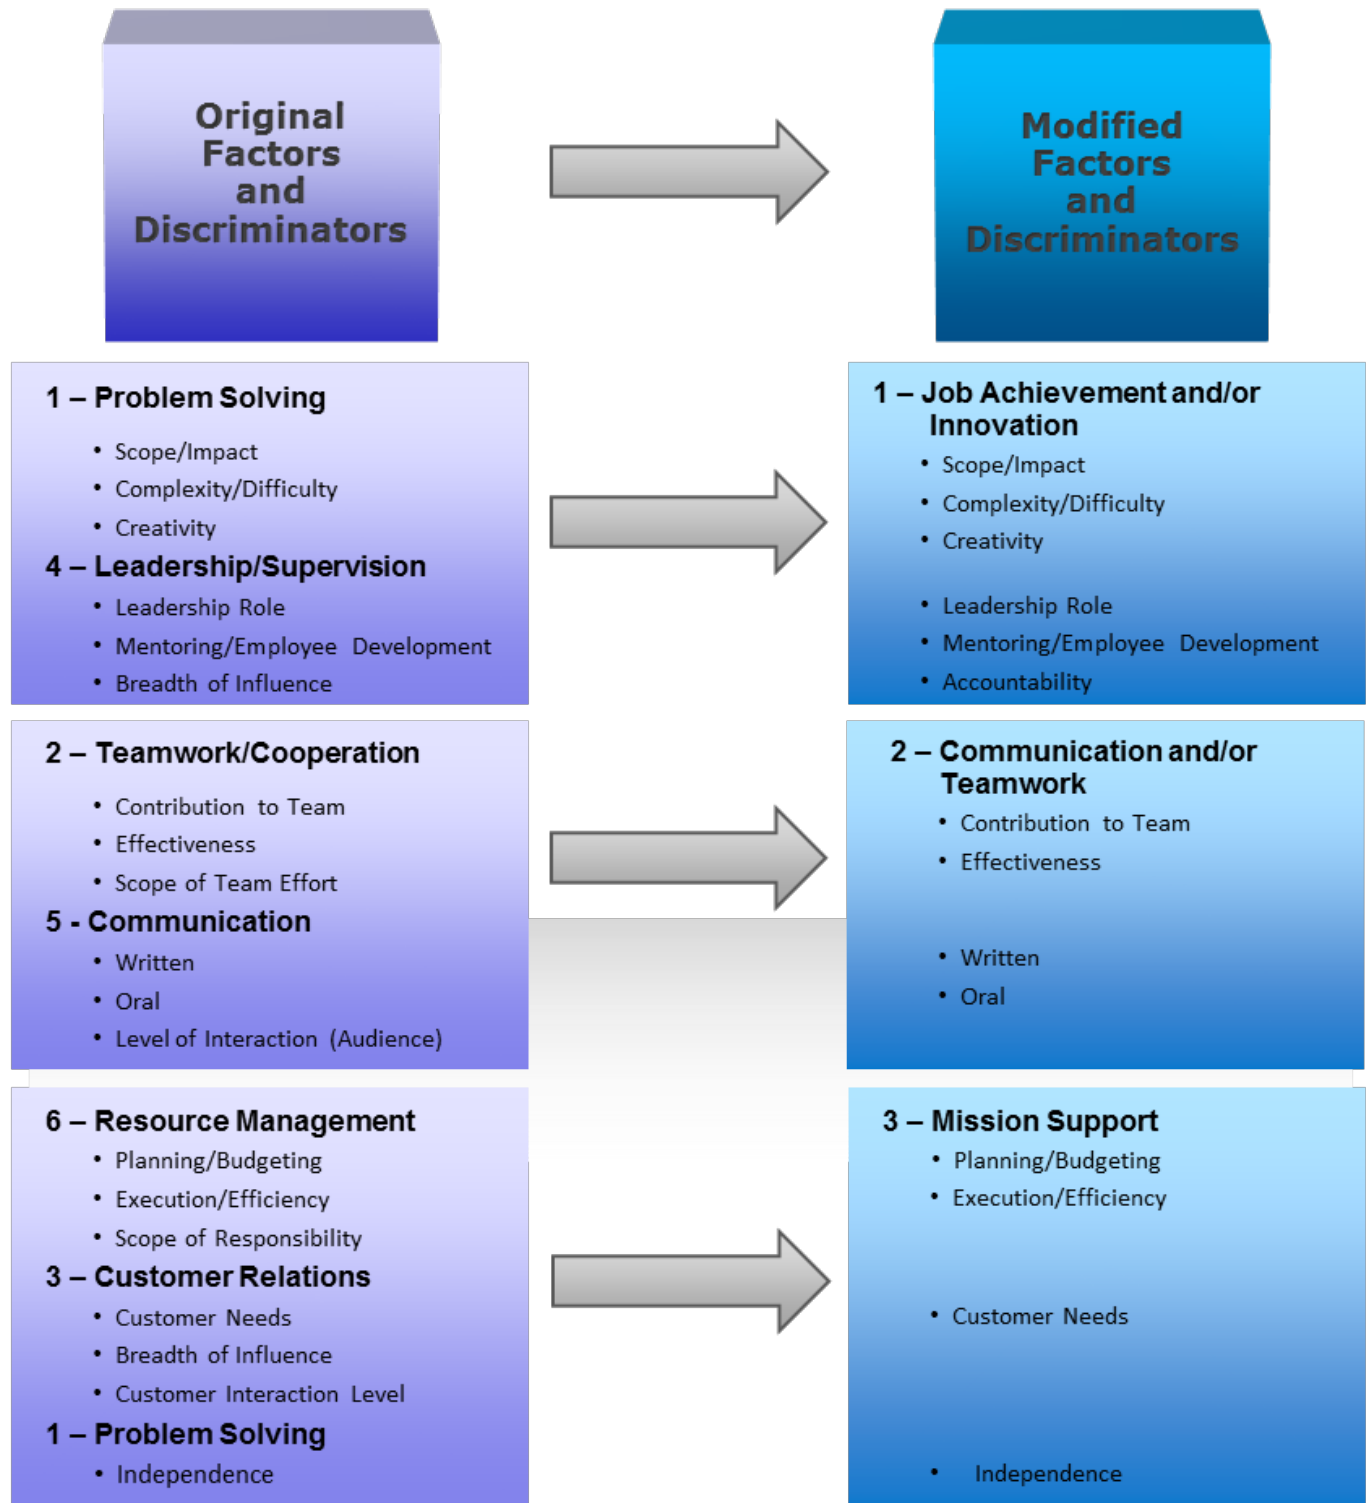 Original
Factors
and
Discriminators
Modified
Factors
and
Discriminators
1 – Problem Solving
• Scope/Impact
• Complexity/Difficulty
• Creativity
4 – Leadership/Supervision
• Leadership Role
• Mentoring/Employee Development
• Breadth of Influence
1 – Job Achievement and/or
Innovation
• Scope/Impact
• Complexity/Difficulty
• Creativity
• Leadership Role
• Mentoring/Employee Development
• Accountability
2 – Teamwork/Cooperation
• Contribution to Team
• Effectiveness
• Scope of Team Effort
5 - Communication
• Written
• Oral
• Level of Interaction (Audience)
2 – Communication and/or
Teamwork
• Contribution to Team
• Effectiveness
• Written
• Oral
6 – Resource Management
• Planning/Budgeting
• Execution/Efficiency
• Scope of Responsibility
3 – Customer Relations
• Customer Needs
• Breadth of Influence
• Customer Interaction Level
1 – Problem Solving
• Independence
3 – Mission Support
• Planning/Budgeting
• Execution/Efficiency
• Customer Needs
• Independence